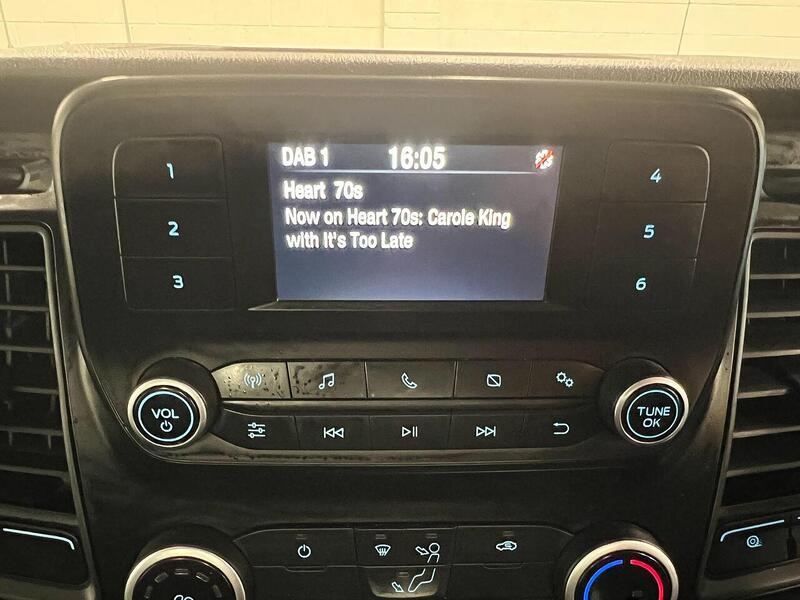 DAB 1 16:05
Heart 70s
Now on Heart 70s: Carole King
with It's Too Late
1
2
3
4
5
6
VOL
TUNE
OK